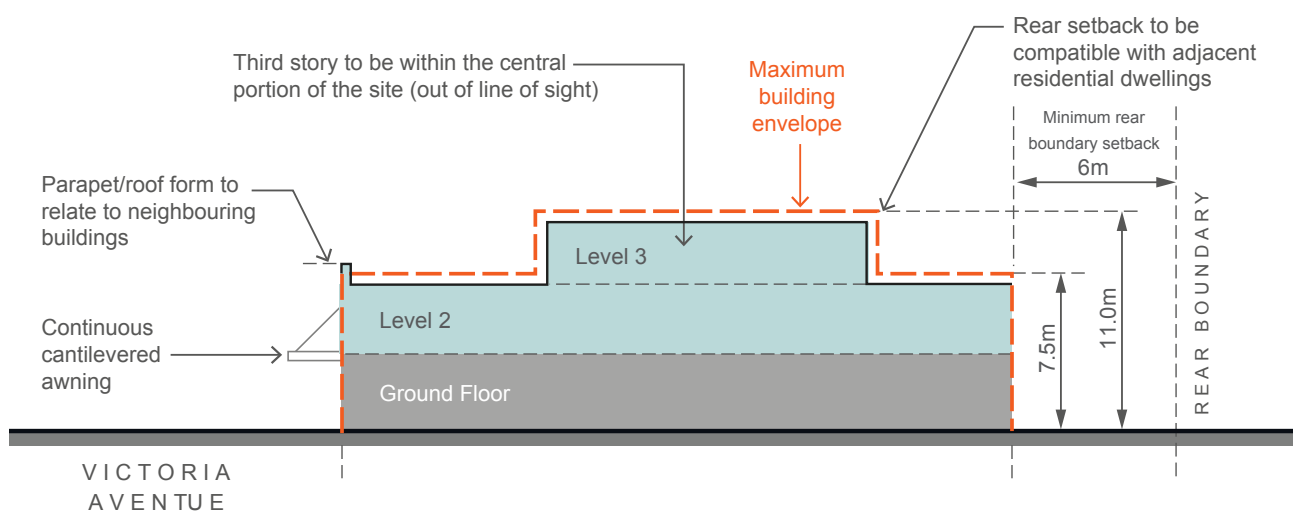 Third story to be within the central
portion of the site (out of line of sight)
Maximum
building
envelope
Rear setback to be
compatible with adjacent
residential dwellings
Minimum rear
boundary setback
6m
Parapet/roof form to
relate to neighbouring
buildings
Level 3
Level 2
Continuous
cantilevered
awning
Ground Floor
7.5m
11.0m
REAR BOUNDARY
VICTORIA
AVENTUE